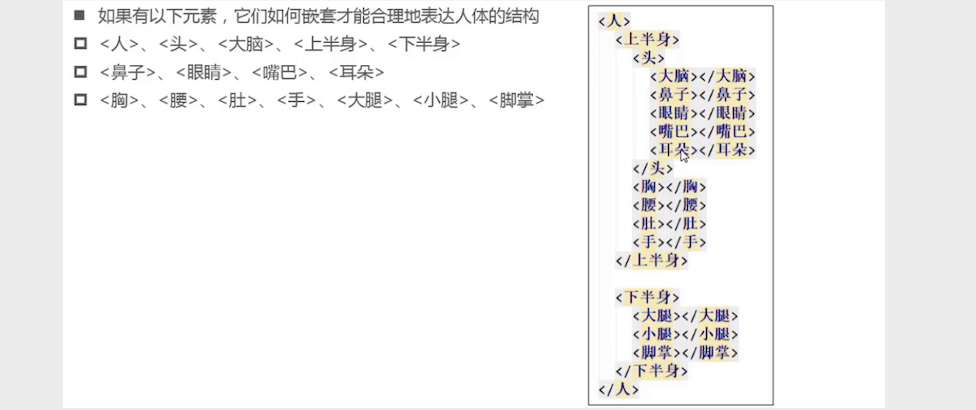 如果有以下元素，它们如何嵌套才能合理地表达人体的结构
<人>、<头>、<大脑>、<上半身>、<下半身>
<鼻子>、<眼睛>、<嘴巴>、<耳朵>
<胸>、<腰>、<肚>、<手>、<大腿>、<小腿>、<脚掌>
<人>
<上半身>
<头>
<大脑></大脑>
<鼻子></鼻子>
<眼睛></眼睛>
<嘴巴></嘴巴>
<耳朵></耳朵>
</头>
<胸></胸>
<腰></腰>
<肚></肚>
<手></手>
</上半身>
<下半身>
<大腿></大腿>
<小腿></小腿>
<脚掌></脚掌>
</下半身>
</人>